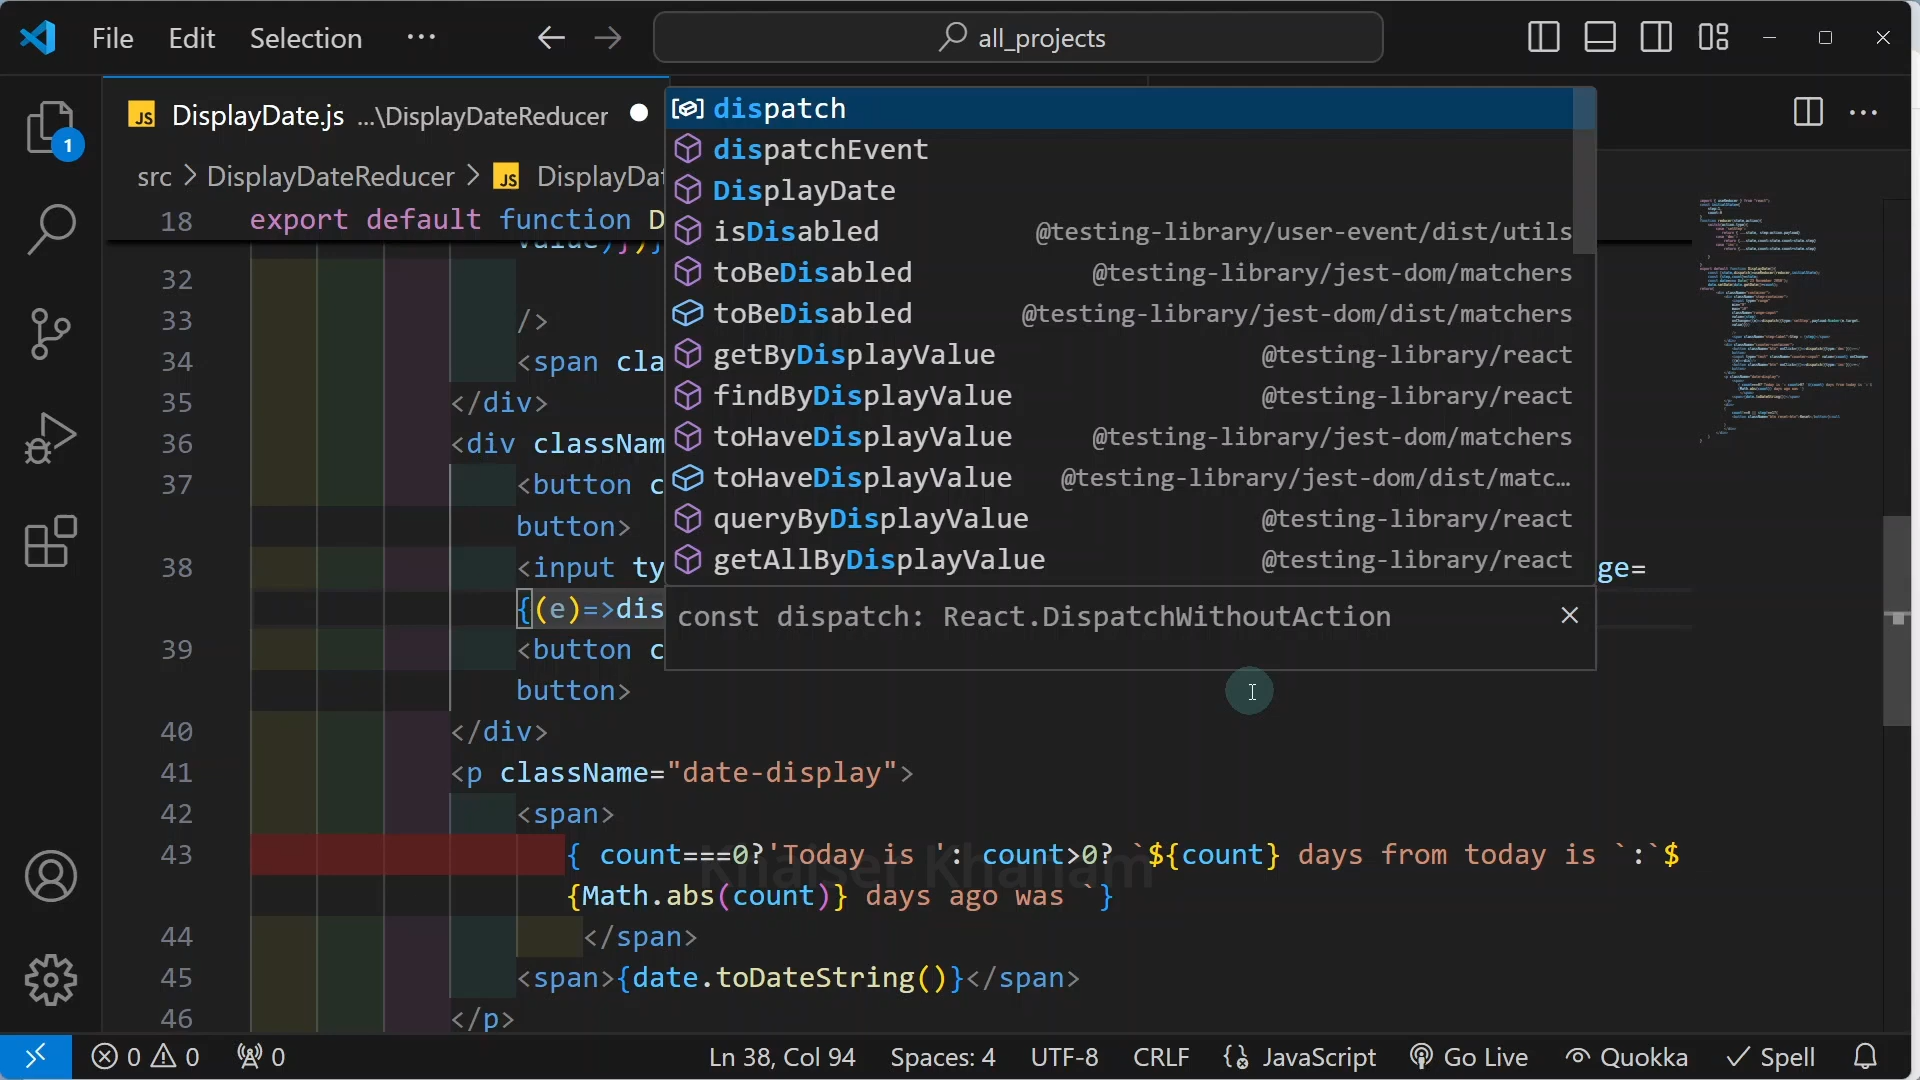 File Edit Selection ··· all_projects
DisplayDate.js ...\DisplayDateReducer
src > DisplayDateReducer > DisplayDat
18 export default function D
32
33 />
34 <span cla
35 </div>
36 <div classNam
37 <button c
button>
38 <input ty
ge=
{(e)=>dis
39 <button c
button>
40 </div>
41 <p className="date-display">
42 <span>
43 { count===0?'Today is ': count>0? `${count} days from today is `:`$
{Math.abs(count)} days ago was `}
44 </span>
45 <span>{date.toDateString()}</span>
46 </p>
dispatch
dispatchEvent
DisplayDate
isDisabled @testing-library/user-event/dist/utils
toBeDisabled @testing-library/jest-dom/matchers
toBeDisabled @testing-library/jest-dom/dist/matchers
getByDisplayValue @testing-library/react
findByDisplayValue @testing-library/react
toHaveDisplayValue @testing-library/jest-dom/matchers
toHaveDisplayValue @testing-library/jest-dom/dist/matc...
queryByDisplayValue @testing-library/react
getAllByDisplayValue @testing-library/react
const dispatch: React.DispatchWithoutAction
Khaiser Khanam
1
0 0 0 Ln 38, Col 94 Spaces: 4 UTF-8 CRLF JavaScript Go Live Quokka Spell